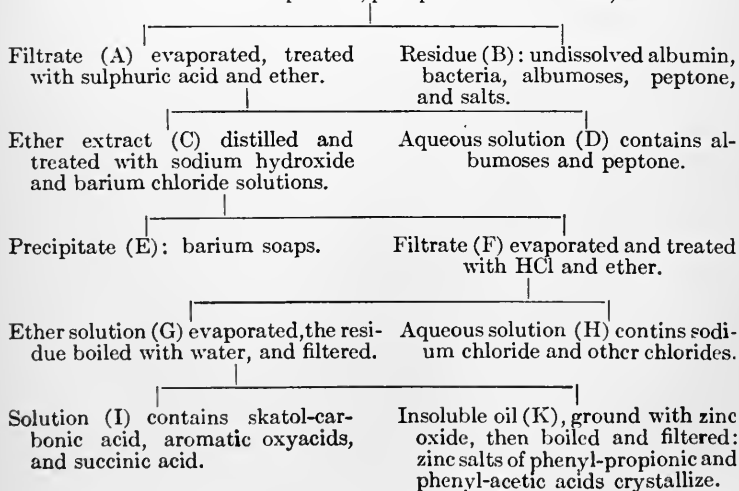 Filtrate (A) evaporated, treated
with sulphuric acid and ether.
Residue (B): undissolved albumin,
bacteria, albumoses, peptone,
and salts.
Ether extract (C) distilled and
treated with sodium hydroxide
and barium chloride solutions.
Aqueous solution (D) contains al-
bumoses and peptone.
Precipitate (E): barium soaps.
Filtrate (F) evaporated and treated
with HCl and ether.
Ether solution (G) evaporated, the resi-
due boiled with water, and filtered.
Aqueous solution (H) contins sodi-
um chloride and other chlorides.
Solution (I) contains skatol-car-
bonic acid, aromatic oxyacids,
and succinic acid.
Insoluble oil (K), ground with zinc
oxide, then boiled and filtered:
zinc salts of phenyl-propionic and
phenyl-acetic acids crystallize.